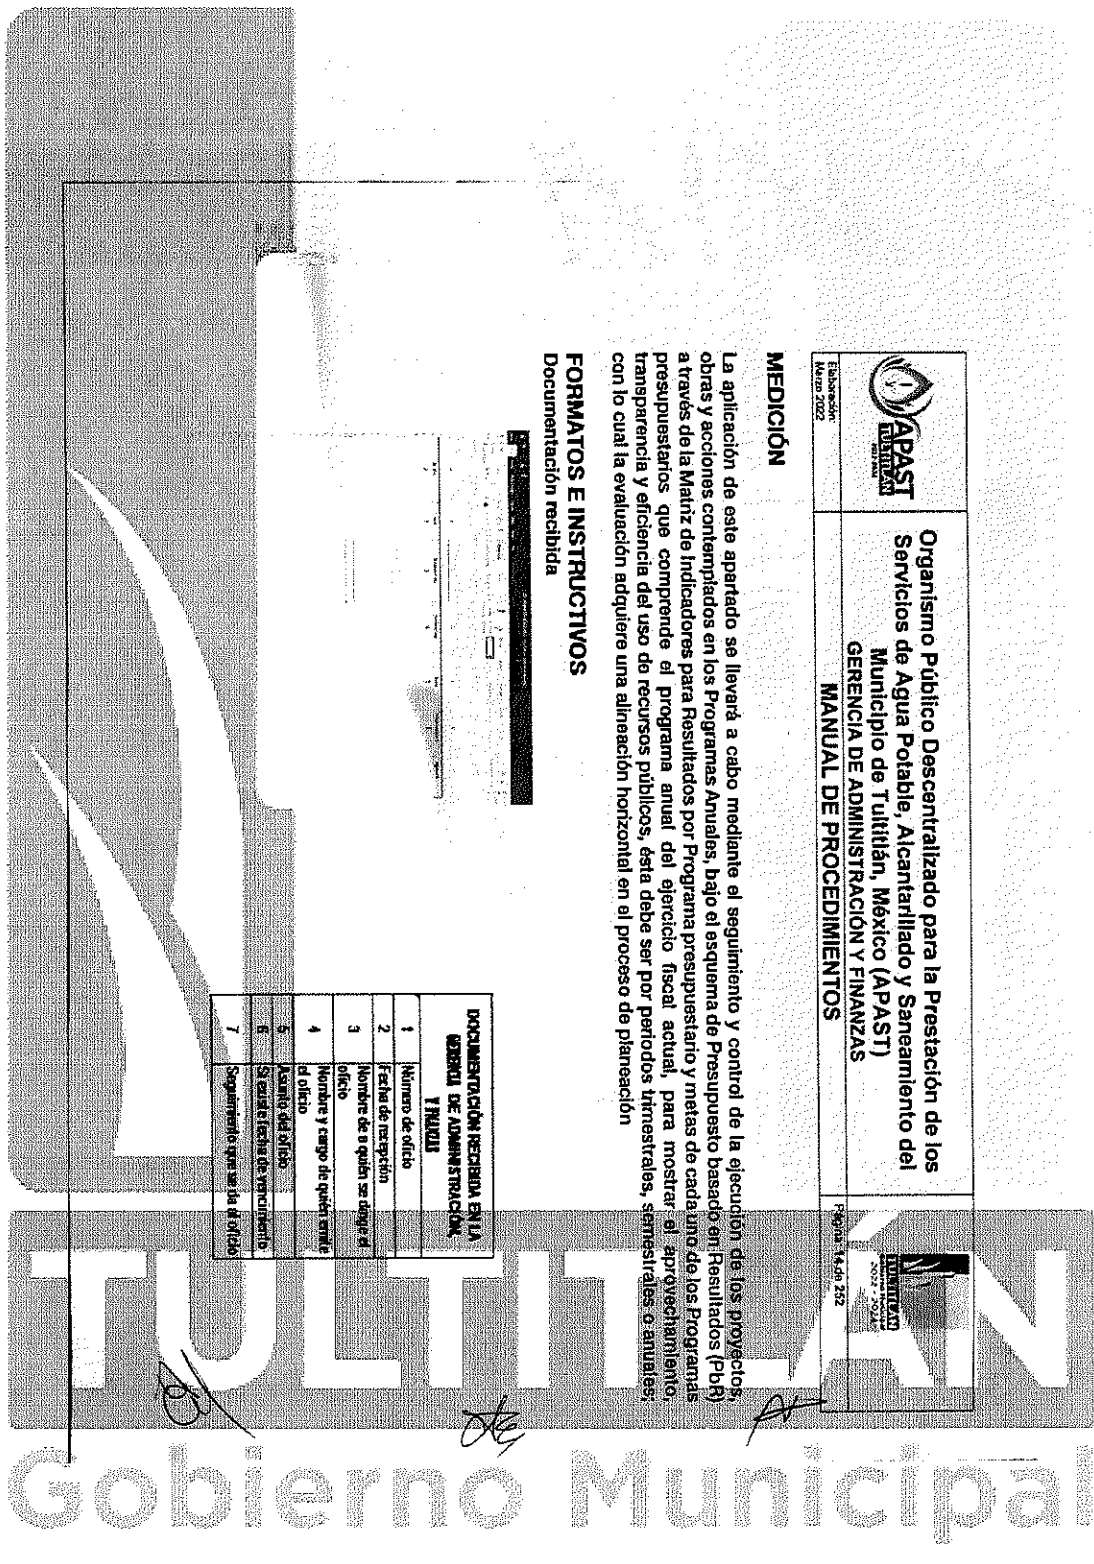 APAST
TULTITLÁN
Organismo Público Descentralizado para la Prestación de los
Servicios de Agua Potable, Alcantarillado y Saneamiento del
Municipio de Tultitlán, México (APAST)
GERENCIA DE ADMINISTRACIÓN Y FINANZAS
MANUAL DE PROCEDIMIENTOS
TULTITLÁN
Elaboración:
Marzo 2022
Página 14 de 252
MEDICIÓN
La aplicación de este apartado se llevará a cabo mediante el seguimiento y control de la ejecución de los proyectos,
obras y acciones contemplados en los Programas Anuales, bajo el esquema de Presupuesto basado en Resultados (PbR)
a través de la Matriz de Indicadores para Resultados por Programa presupuestario y metas de cada uno de los Programas
presupuestarios que comprende el programa anual del ejercicio fiscal actual, para mostrar el aprovechamiento,
transparencia y eficiencia del uso de recursos públicos, ésta debe ser por periodos trimestrales, semestrales o anuales;
con lo cual la evaluación adquiere una alineación horizontal en el proceso de planeación
FORMATOS E INSTRUCTIVOS
Documentación recibida
DOCUMENTACIÓN RECIBIDA EN LA
DE ADMINISTRACIÓN,
1 Número de oficio
2 Fecha de recepción
3 Nombre de a quién se dirige el
oficio
4 Nombre y cargo de quién emite
el oficio
5 Asunto del oficio
6 Si existe fecha de vencimiento
7 Seguimiento que se da al oficio
TULTITLÁN
Gobierno Municipal